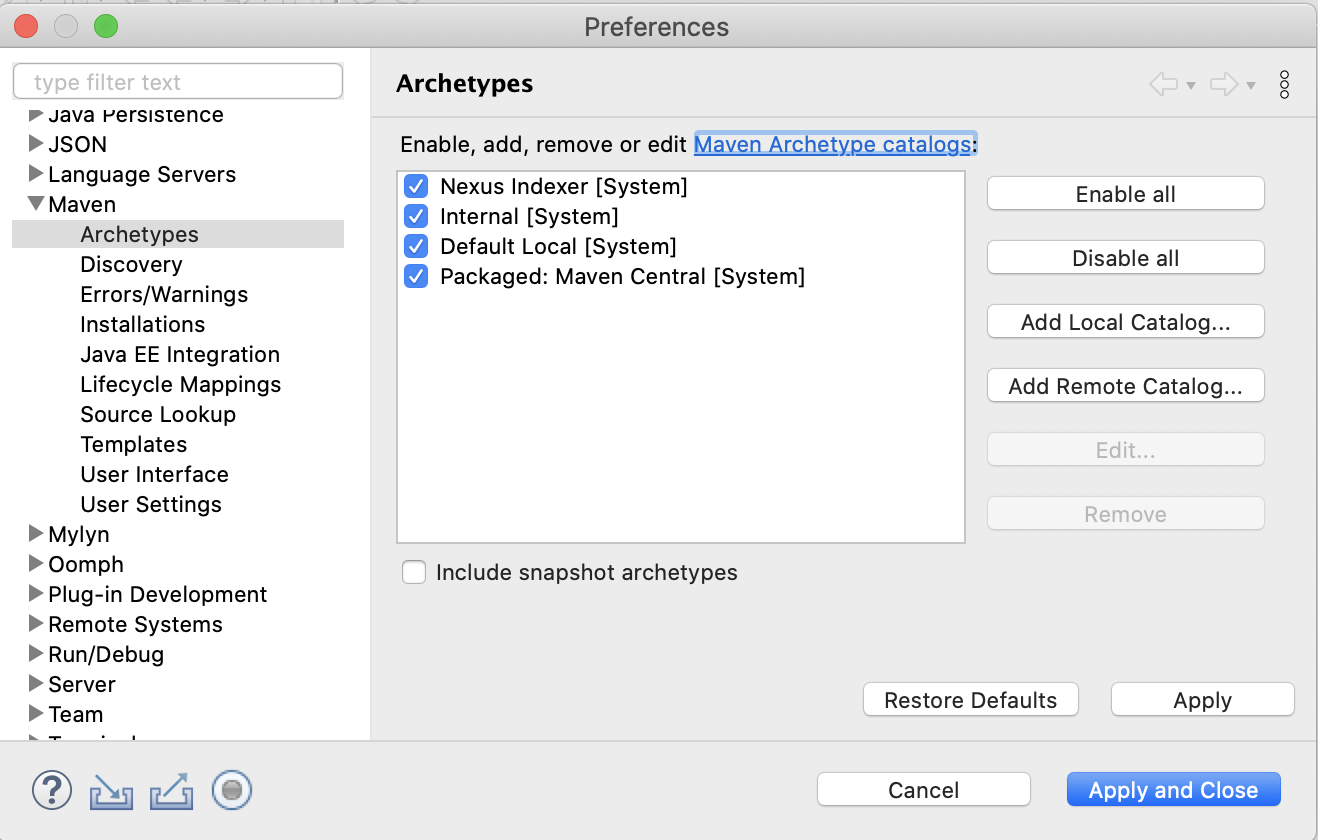 Preferences
type filter text
Java Persistence
JSON
Language Servers
Maven
Archetypes
Discovery
Errors/Warnings
Installations
Java EE Integration
Lifecycle Mappings
Source Lookup
Templates
User Interface
User Settings
Mylyn
Oomph
Plug-in Development
Remote Systems
Run/Debug
Server
Team
Archetypes
Enable, add, remove or edit Maven Archetype catalogs:
Nexus Indexer [System]
Internal [System]
Default Local [System]
Packaged: Maven Central [System]
Enable all
Disable all
Add Local Catalog...
Add Remote Catalog...
Edit...
Remove
Include snapshot archetypes
Restore Defaults
Apply
?
Cancel
Apply and Close